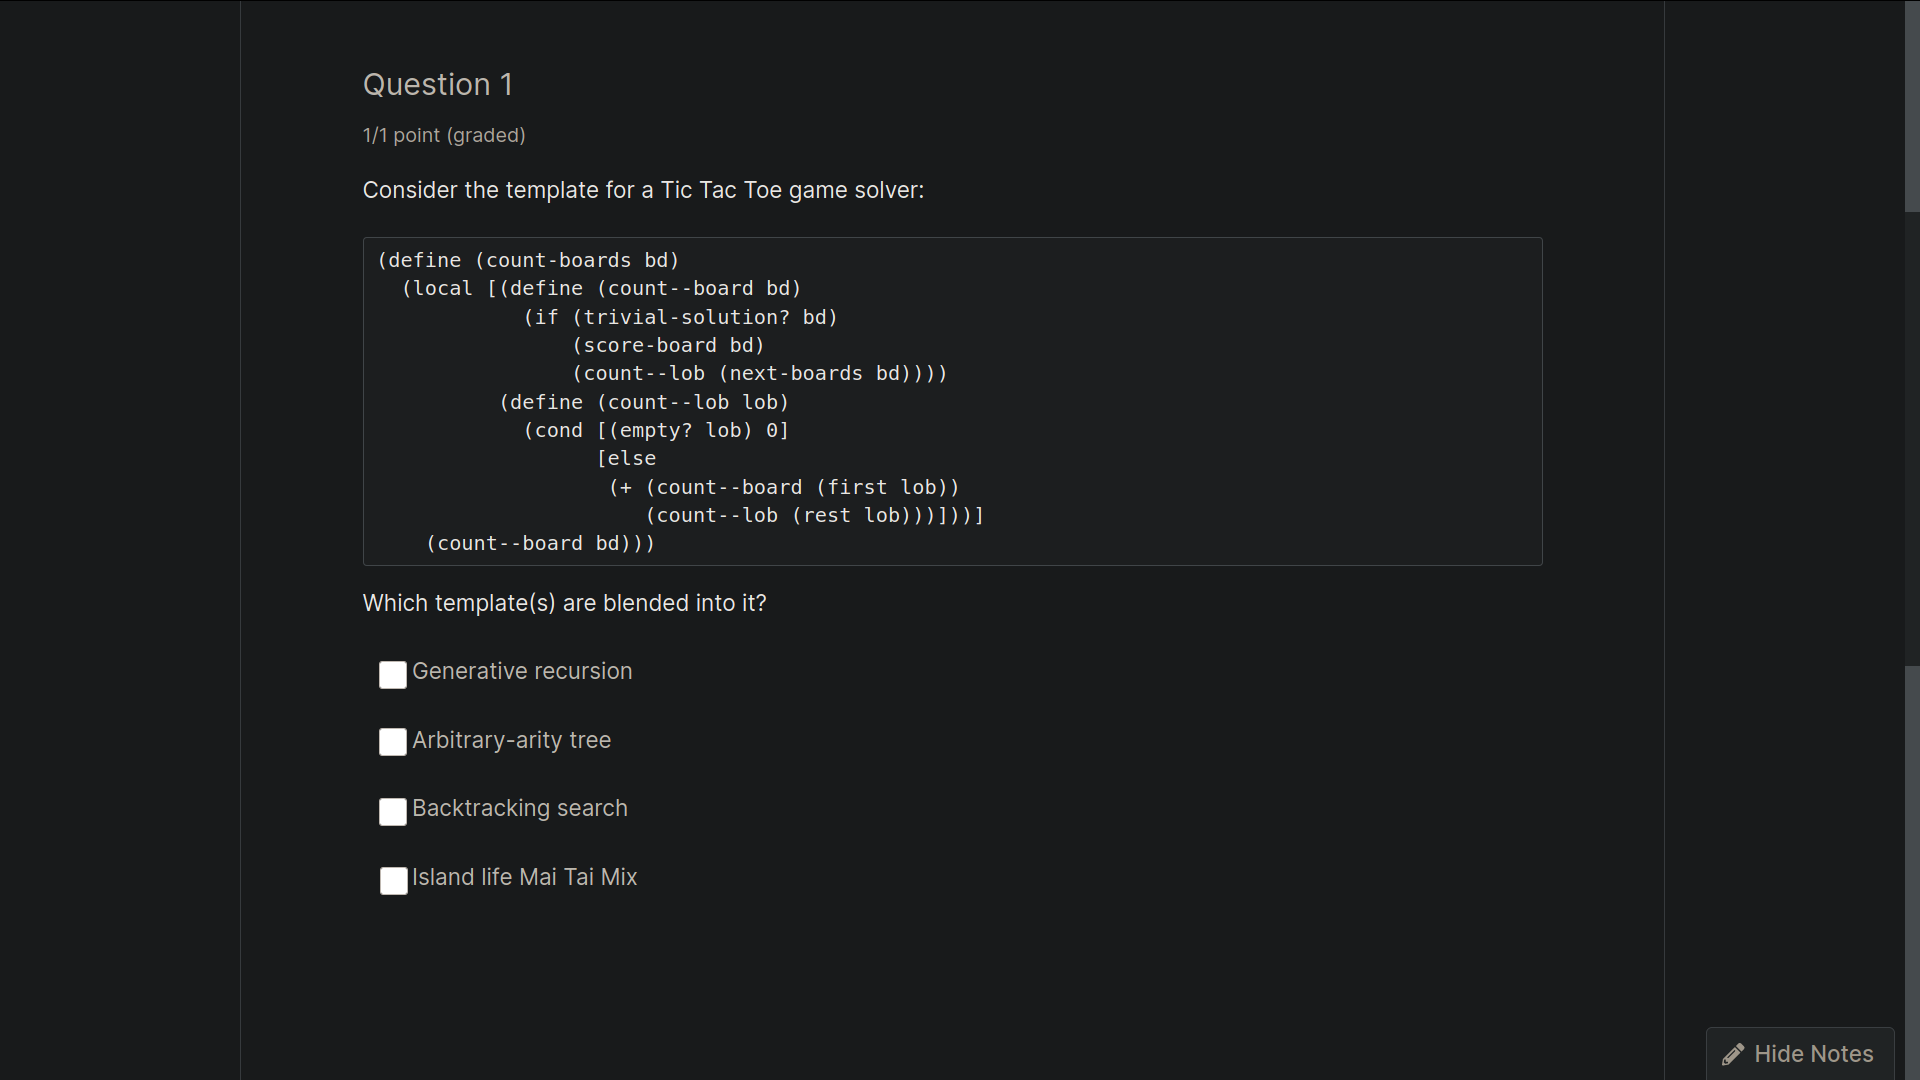 Question 1
1/1 point (graded)
Consider the template for a Tic Tac Toe game solver:
(define (count-boards bd)
  (local [(define (count--board bd)
            (if (trivial-solution? bd)
                (score-board bd)
                (count--lob (next-boards bd))))
          (define (count--lob lob)
            (cond [(empty? lob) 0]
                  [else
                   (+ (count--board (first lob))
                      (count--lob (rest lob)))]))]
    (count--board bd)))
Which template(s) are blended into it?
Generative recursion
Arbitrary-arity tree
Backtracking search
Island life Mai Tai Mix
Hide Notes